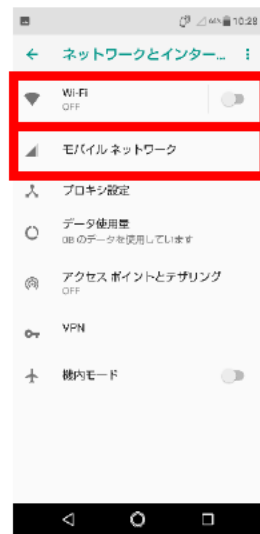 64% 10:28
ネットワークとインター…
Wi-Fi
OFF
モバイル ネットワーク
プロキシ設定
データ使用量
0B のデータを使用しています
アクセス ポイントとテザリング
OFF
VPN
機内モード